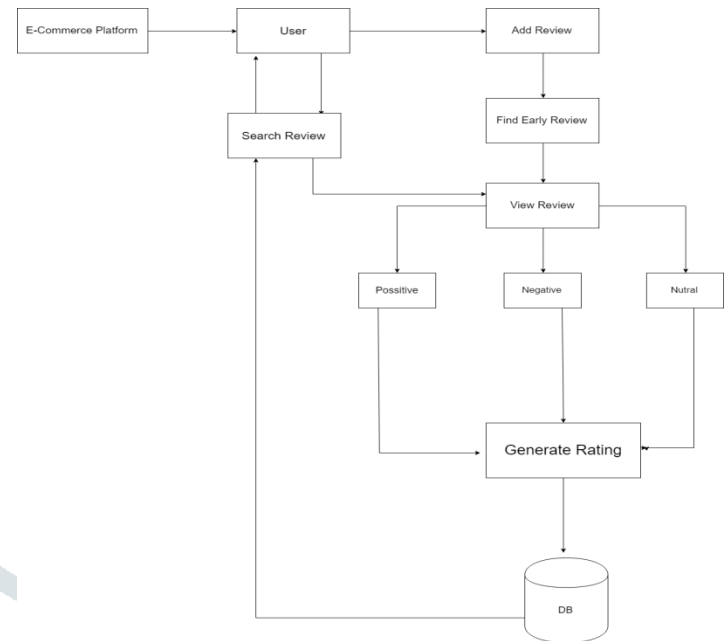 E-Commerce Platform
User
Add Review
Search Review
Find Early Review
View Review
Possitive
Negative
Nutral
Generate Rating
DB